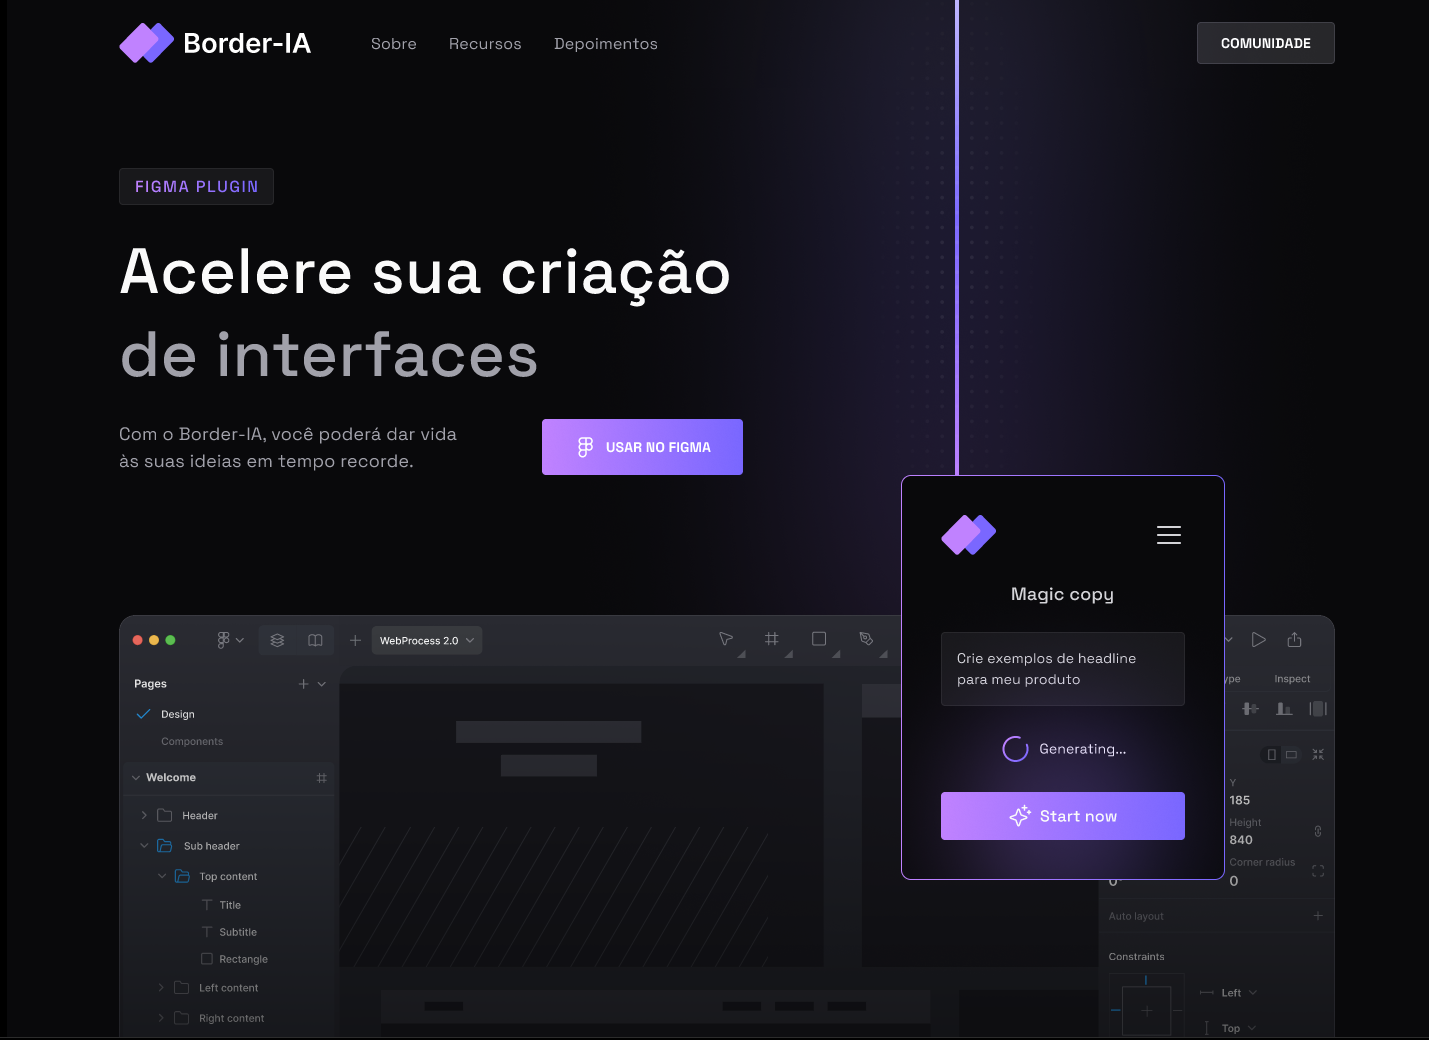 Border-IA
Sobre
Recursos
Depoimentos
COMUNIDADE
FIGMA PLUGIN
Acelere sua criação
de interfaces
Com o Border-IA, você poderá dar vida
às suas ideias em tempo recorde.
USAR NO FIGMA
Magic copy
Crie exemplos de headline
para meu produto
Generating...
Start now
WebProcess 2.0
Pages
Design
Components
Welcome
Header
Sub header
Top content
Title
Subtitle
Rectangle
Left content
Right content
Inspect
Y
185
Height
840
Corner radius
0
Auto layout
Constraints
Left
Top